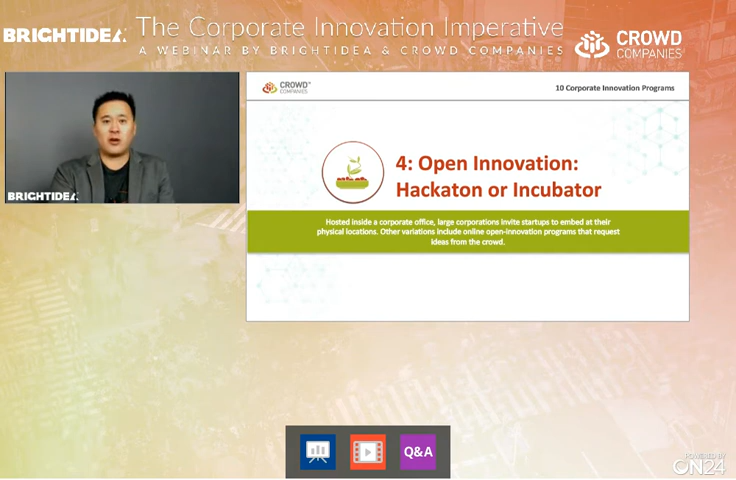 BRIGHTIDEA
The Corporate Innovation Imperative
A WEBINAR BY BRIGHTIDEA & CROWD COMPANIES
CROWD
COMPANIES
BRIGHTIDEA
CROWD™
COMPANIES
10 Corporate Innovation Programs
4: Open Innovation:
Hackaton or Incubator
Hosted inside a corporate office, large corporations invite startups to embed at their
physical locations. Other variations include online open-innovation programs that request
ideas from the crowd.
Q&A
POWERED BY
ON24